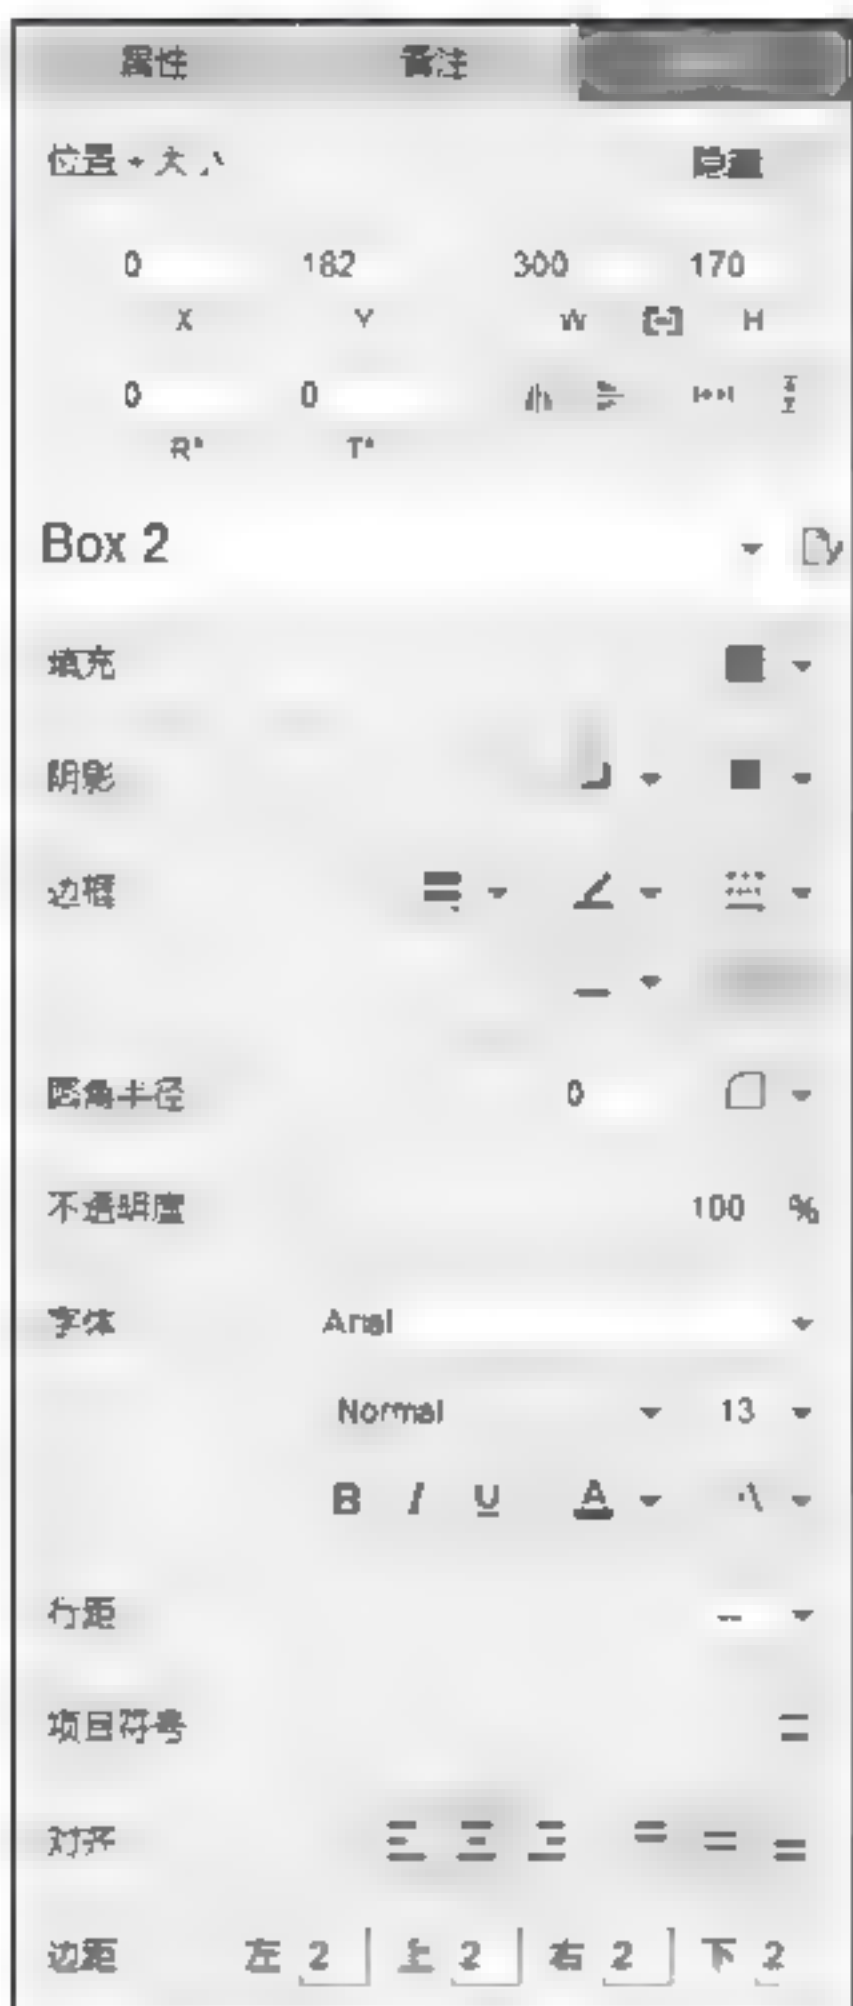 属性 备注
位置·大小 隐藏
0 182 300 170
X Y W H
0 0
R° T°
Box 2
填充
阴影
边框
圆角半径 0
不透明度 100 %
字体 Arial
Normal 13
B I U A
行距 --
项目符号
对齐
边距 左 2 上 2 右 2 下 2